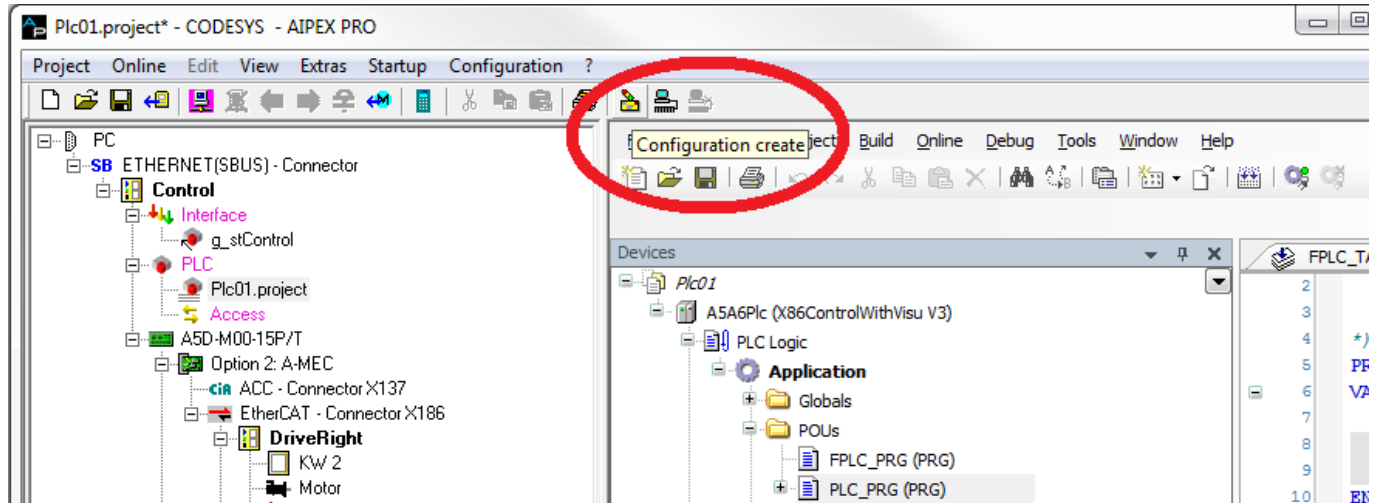 Plc01.project* - CODESYS - AIPEX PRO
Project Online Edit View Extras Startup Configuration ?
PC
SB ETHERNET(SBUS) - Connector
Control
Interface
g_stControl
PLC
Plc01.project
Access
A5D-M00-15P/T
Option 2: A-MEC
CiA ACC - Connector X137
EtherCAT - Connector X186
DriveRight
KW 2
Motor
Configuration create
Build Online Debug Tools Window Help
Devices
Plc01
A5A6Plc (X86ControlWithVisu V3)
PLC Logic
Application
Globals
POUs
FPLC_PRG (PRG)
PLC_PRG (PRG)
2
3
4 *)
5
6
7
8
9
10